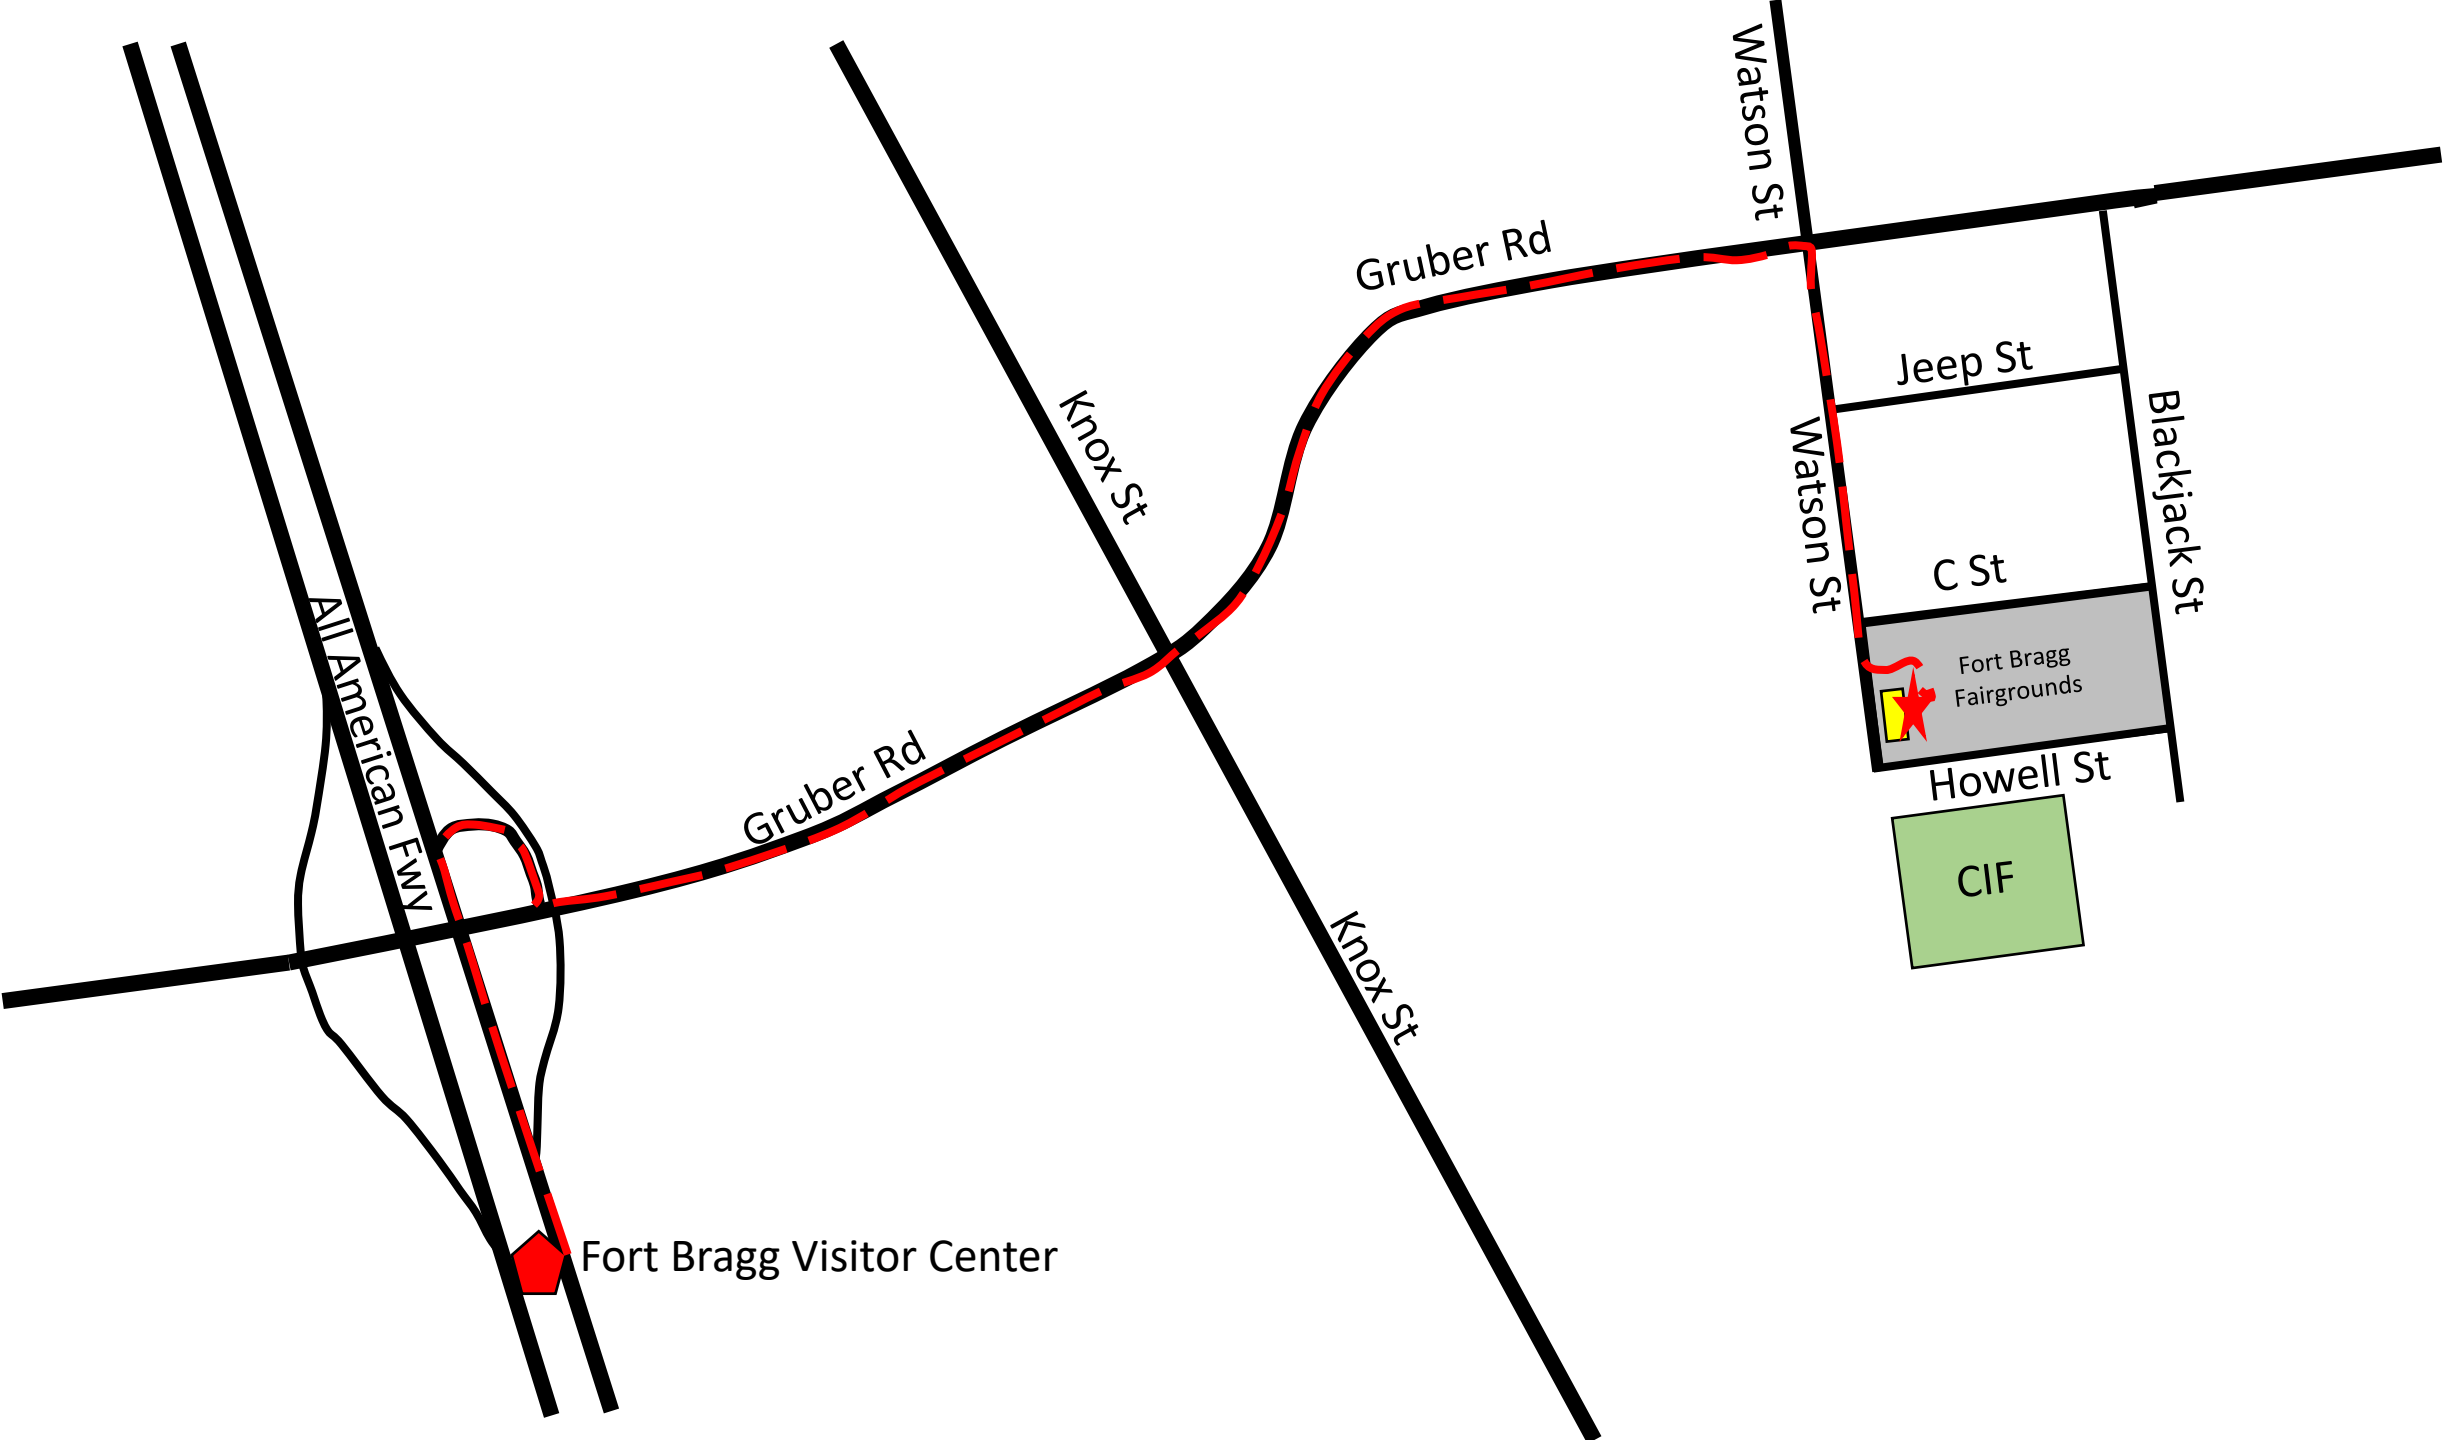 Watson St
Gruber Rd
Jeep St
Knox St
Blackjack St
Watson St
C St
All American Fwy
Fort Bragg
Fairgrounds
Gruber Rd
Howell St
CIF
Knox St
Fort Bragg Visitor Center